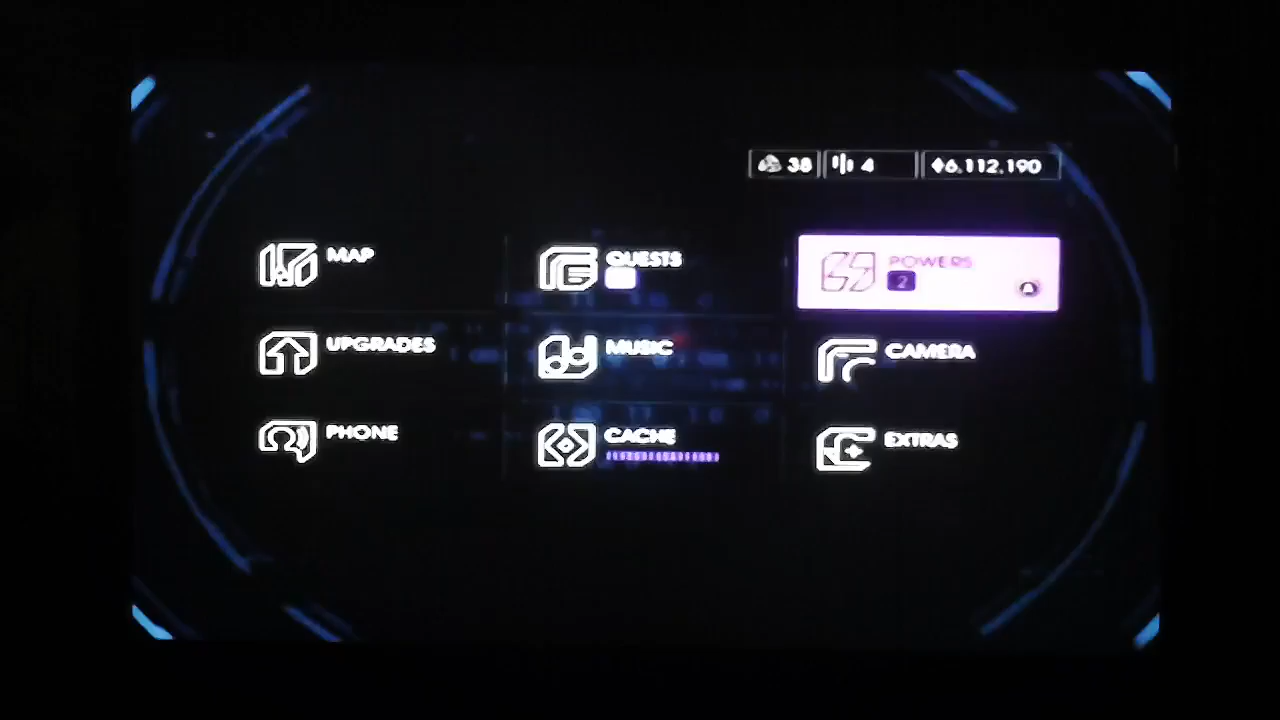 38 4 6,112,190
MAP QUESTS POWERS
2
UPGRADES MUSIC CAMERA
PHONE CACHE EXTRAS